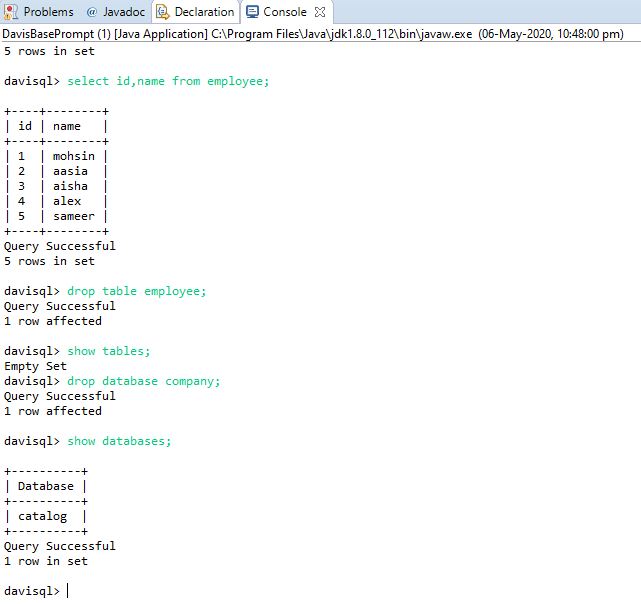 Problems @ Javadoc Declaration Console
DavisBasePrompt (1) [Java Application] C:\Program Files\Java\jdk1.8.0_112\bin\javaw.exe (06-May-2020, 10:48:00 pm)
5 rows in set
davisql> select id,name from employee;
+----+--------+
| id | name   |
+----+--------+
| 1  | mohsin |
| 2  | aasia  |
| 3  | aisha  |
| 4  | alex   |
| 5  | sameer |
+----+--------+
Query Successful
5 rows in set
davisql> drop table employee;
Query Successful
1 row affected
davisql> show tables;
Empty Set
davisql> drop database company;
Query Successful
1 row affected
davisql> show databases;
+----------+
| Database |
+----------+
| catalog  |
+----------+
Query Successful
1 row in set
davisql>